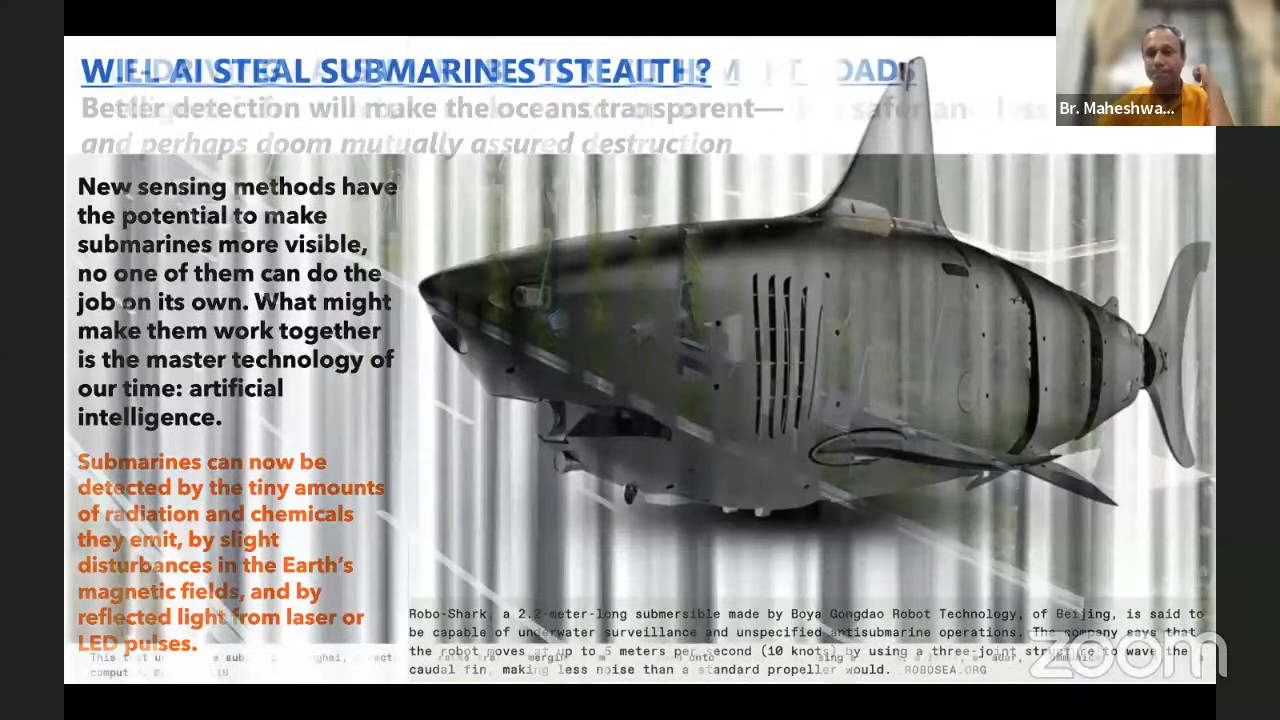 WILL AI STEAL SUBMARINES' STEALTH?
Better detection will make the oceans transparent—
and perhaps doom mutually assured destruction
New sensing methods have
the potential to make
submarines more visible,
no one of them can do the
job on its own. What might
make them work together
is the master technology of
our time: artificial
intelligence.
Submarines can now be
detected by the tiny amounts
of radiation and chemicals
they emit, by slight
disturbances in the Earth's
magnetic fields, and by
reflected light from laser or
LED pulses.
Robo-Shark, a 2.2-meter-long submersible made by Boya Gongdao Robot Technology, of Beijing, is said to
be capable of underwater surveillance and unspecified antisubmarine operations. The company says that
the robot moves at up to 5 meters per second (10 knots) by using a three-joint structure to wave the
caudal fin, making less noise than a standard propeller would. ROBOSEA.ORG
Br. Maheshwa...
zoom